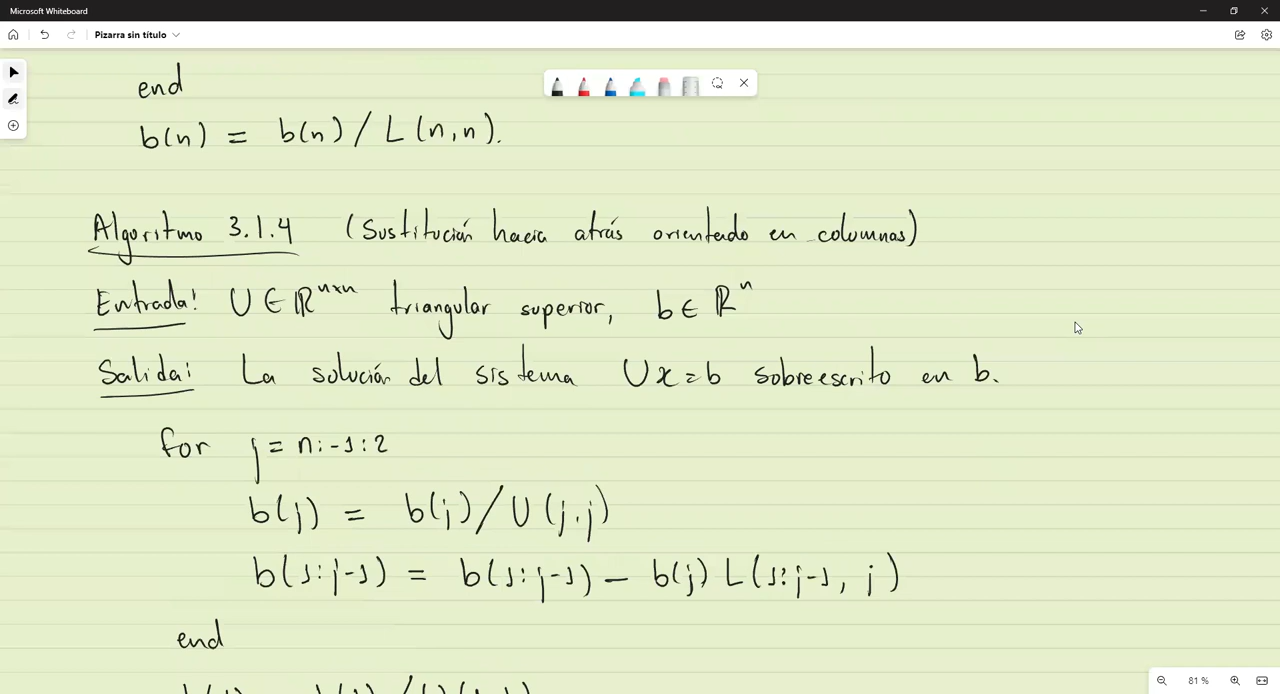 Microsoft Whiteboard
Pizarra sin título
end
b(n) = b(n) / L(n,n).
Algoritmo 3.1.4 (Sustitución hacia atrás orientado en columnas)
Entrada: U ∈ ℝⁿˣⁿ triangular superior, b ∈ ℝⁿ
Salida: La solución del sistema Ux = b sobreescrito en b.
for j = n:-1:2
b(j) = b(j)/U(j,j)
b(1:j-1) = b(1:j-1) - b(j) L(1:j-1, j)
end
81 %